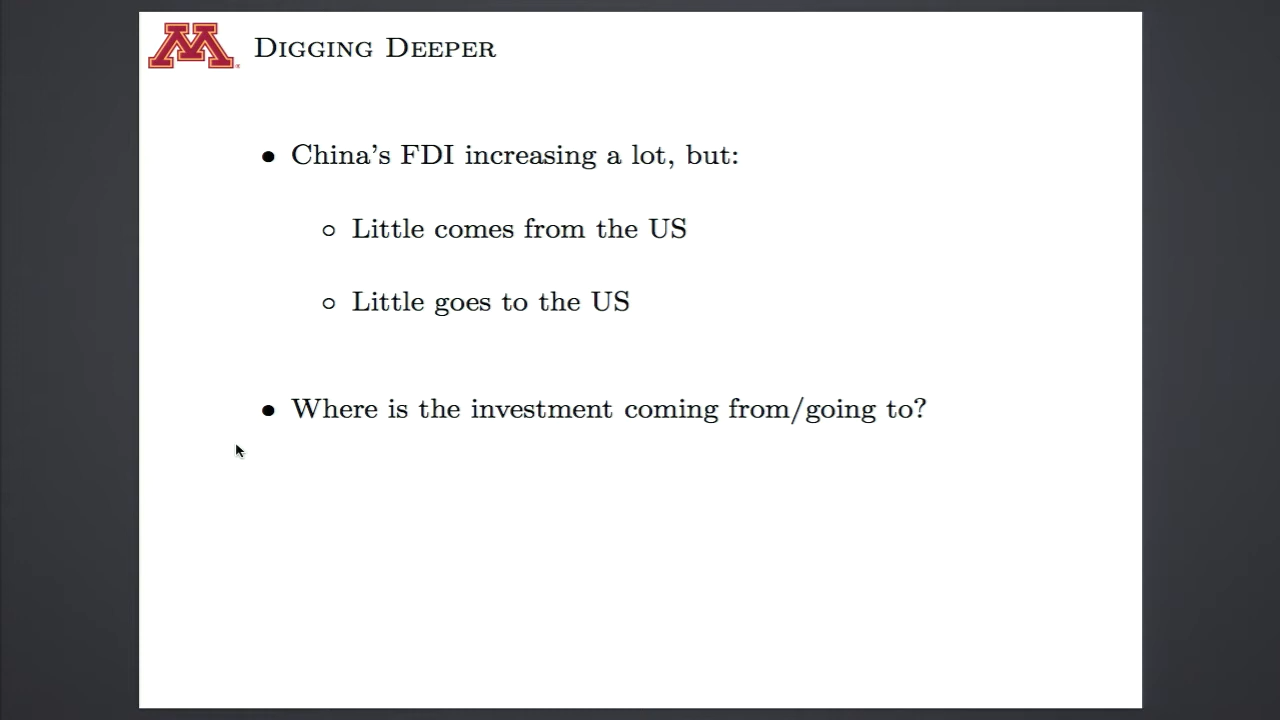 M
DIGGING DEEPER
• China's FDI increasing a lot, but:
○ Little comes from the US
○ Little goes to the US
• Where is the investment coming from/going to?